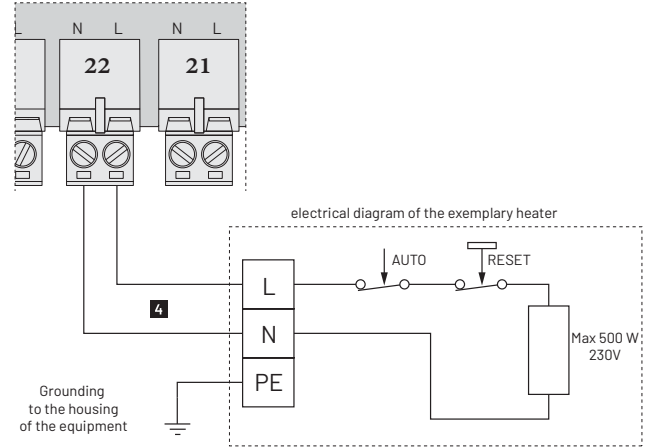 L N L N L
22 21
electrical diagram of the exemplary heater
AUTO RESET
L
4
N
Max 500 W
230V
PE
Grounding
to the housing
of the equipment